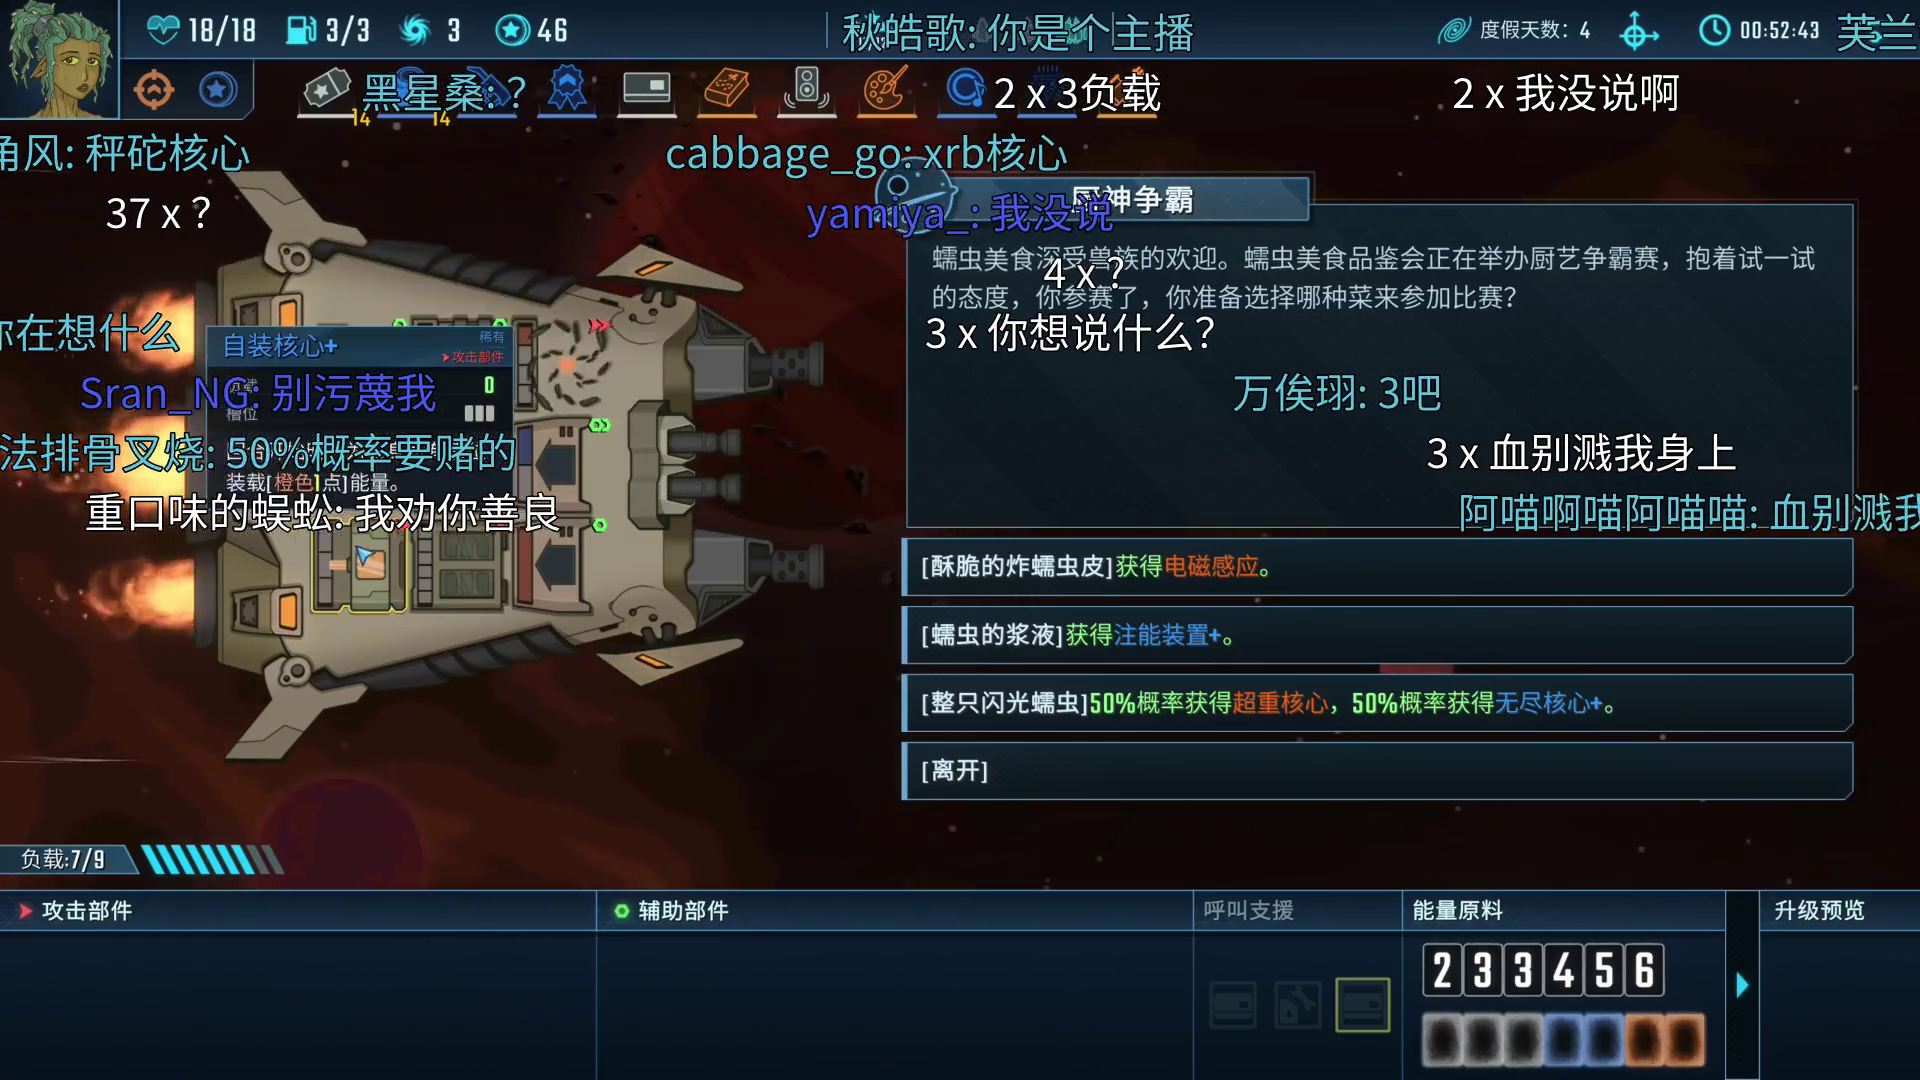 18/18
3/3
3
46
秋皓歌: 你是个主播
度假天数: 4
00:52:43
芙兰
黑星桑: ?
14
14
2 x 3负载
2 x 我没说啊
角风: 秤砣核心
cabbage_go: xrb核心
37 x ?
yamiya_: 我没说
厨神争霸
蠕虫美食深受兽族的欢迎。蠕虫美食品鉴会正在举办厨艺争霸赛，抱着试一试
4 x ?
的态度，你参赛了，你准备选择哪种菜来参加比赛?
你在想什么
3 x 你想说什么?
自装核心+
稀有
攻击部件
Sran_NG: 别污蔑我
0
槽位
万俟羽: 3吧
法排骨叉烧: 50%概率要赌的
3 x 血别溅我身上
装载[橙色1点]能量。
重口味的蜈蚣: 我劝你善良
阿喵啊喵阿喵喵: 血别溅我
[酥脆的炸蠕虫皮]获得电磁感应。
[蠕虫的浆液]获得注能装置+。
[整只闪光蠕虫]50%概率获得超重核心，50%概率获得无尽核心+。
[离开]
负载:7/9
攻击部件
辅助部件
呼叫支援
能量原料
升级预览
2 3 3 4 5 6